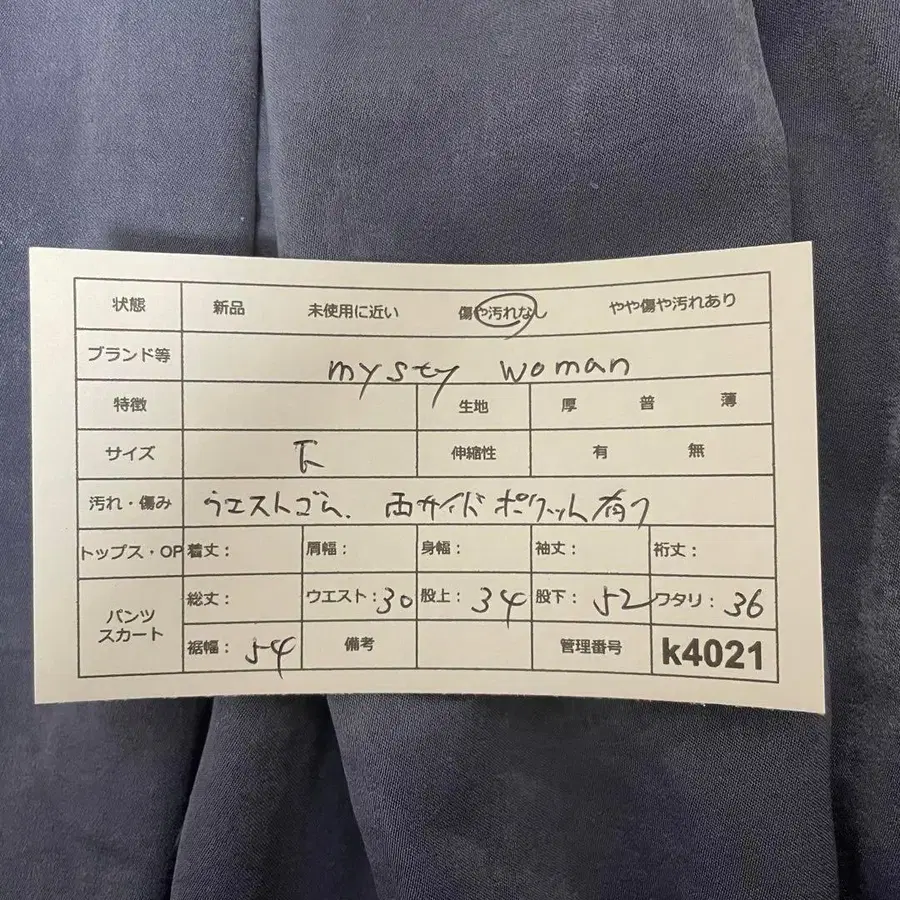 状態 新品 未使用に近い 傷や汚れなし やや傷や汚れあり
ブランド等 mysty woman
特徴 生地 厚 普 薄
サイズ 伸縮性 有 無
汚れ・傷み ウエストゴム. 両サイドポケット有り
トップス・OP 着丈: 肩幅: 身幅: 袖丈: 裄丈:
パンツ スカート 総丈: ウエスト:30 股上:34 股下:52 ワタリ:36
裾幅:54 備考 管理番号 k4021